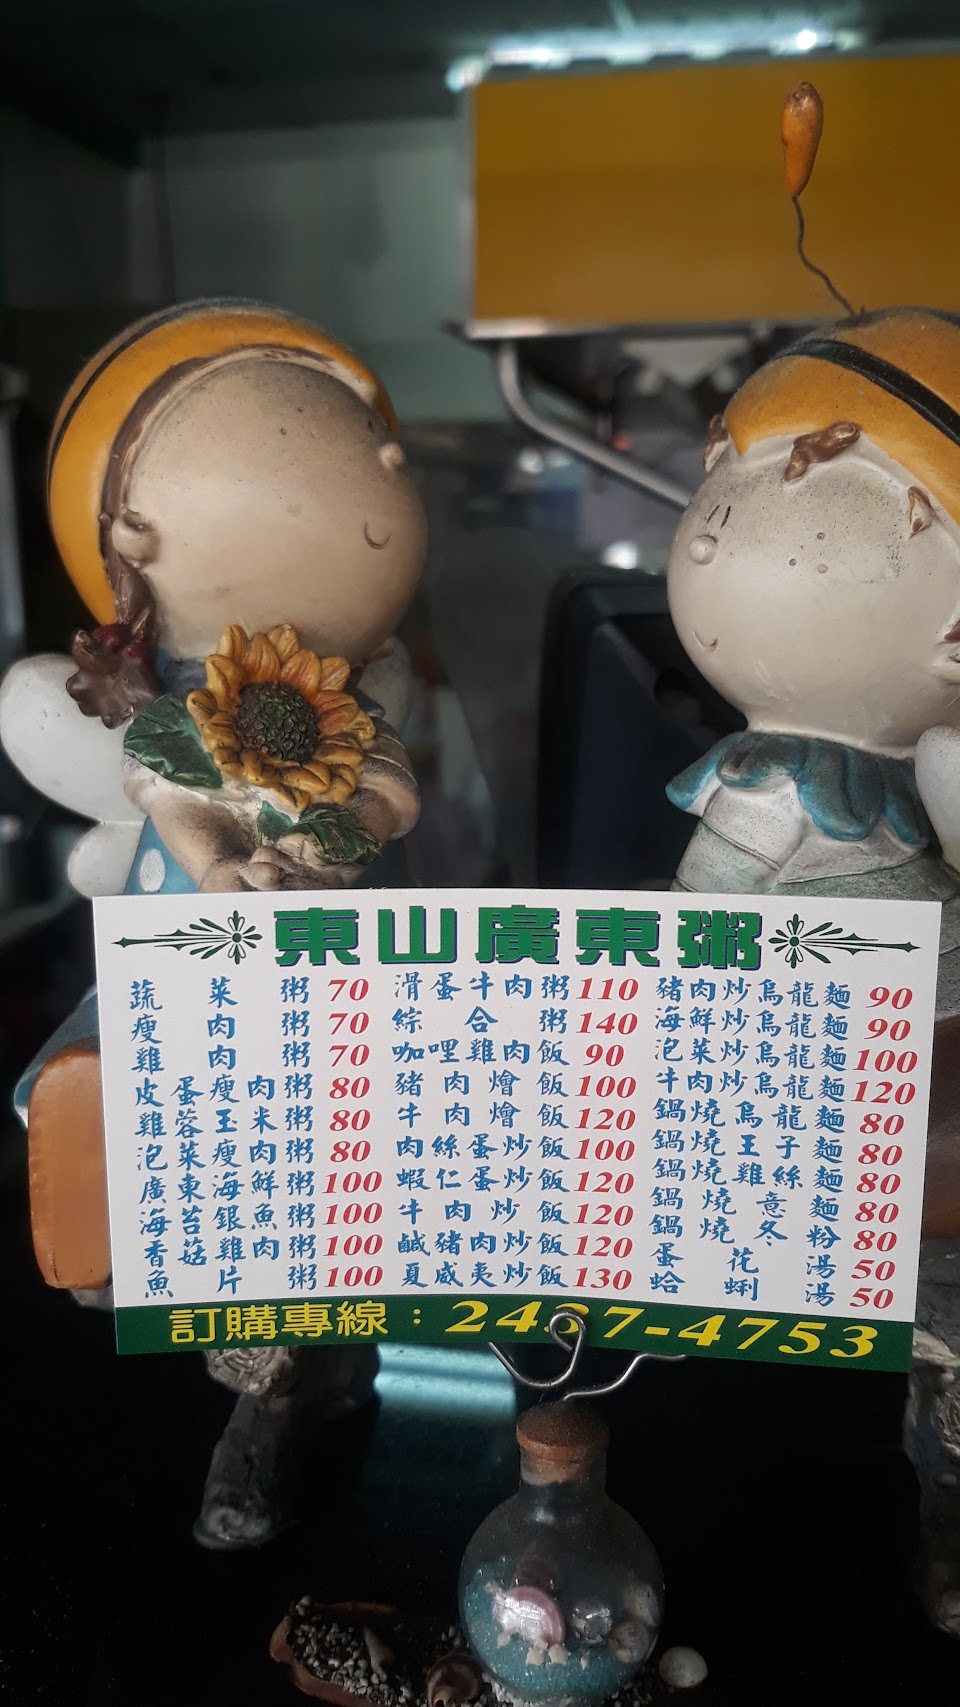 東山廣東粥
蔬菜粥 70
瘦肉粥 70
雞肉粥 70
皮蛋瘦肉粥 80
雞蓉玉米粥 80
泡菜瘦肉粥 80
廣東海鮮粥 100
海苔銀魚粥 100
香菇雞肉粥 100
魚片粥 100
滑蛋牛肉粥 110
綜合粥 140
咖哩雞肉飯 90
豬肉燴飯 100
牛肉燴飯 120
肉絲蛋炒飯 100
蝦仁蛋炒飯 120
牛肉炒飯 120
鹹豬肉炒飯 120
夏威夷炒飯 130
豬肉炒烏龍麵 90
海鮮炒烏龍麵 90
泡菜炒烏龍麵 100
牛肉炒烏龍麵 120
鍋燒烏龍麵 80
鍋燒王子麵 80
鍋燒雞絲麵 80
鍋燒意麵 80
鍋燒冬粉 80
蛋花湯 50
蛤蜊湯 50
訂購專線：2437-4753